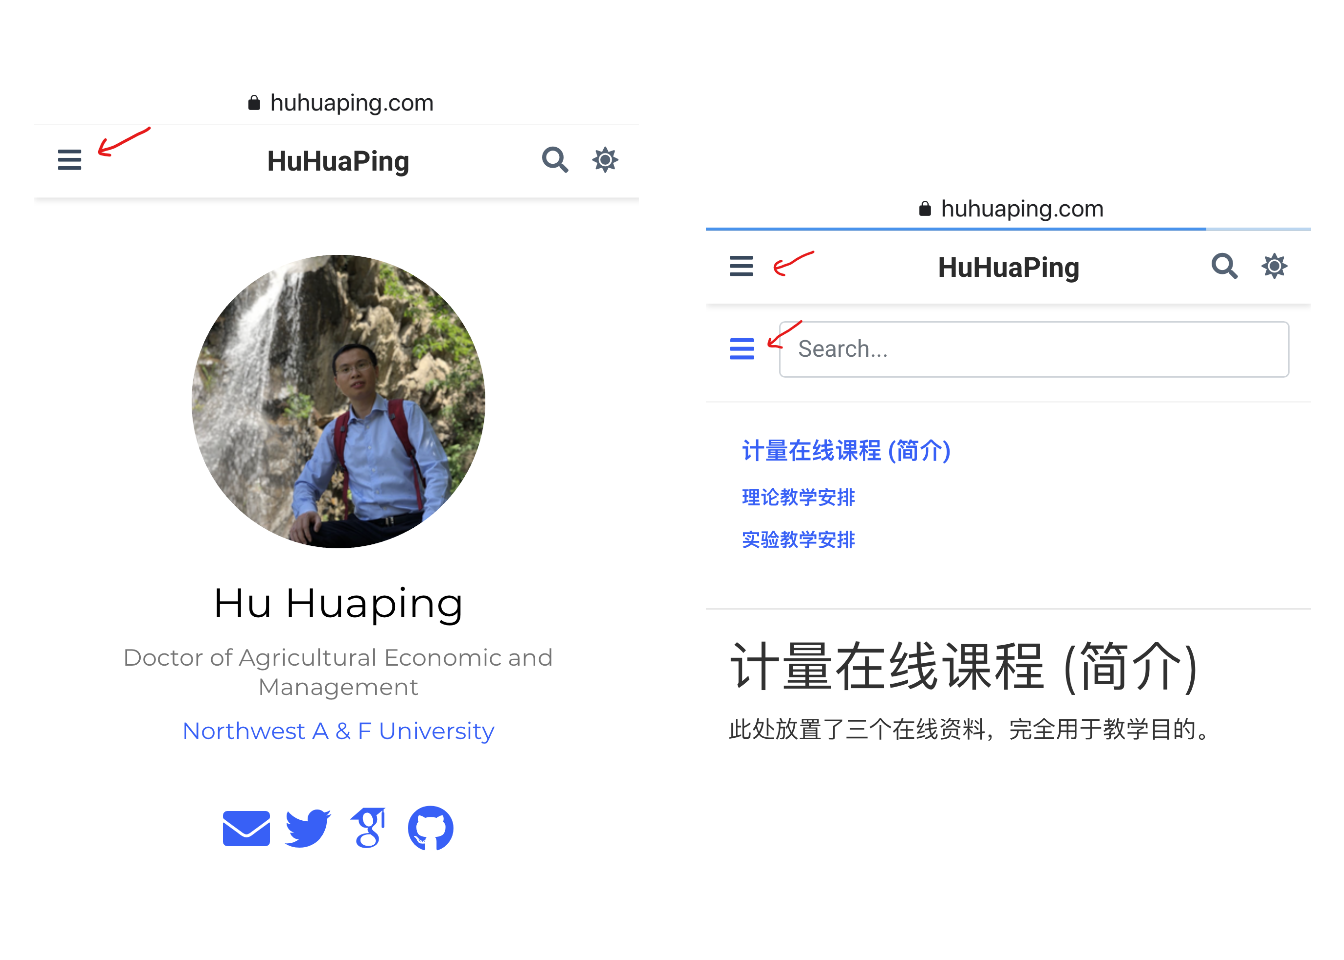 huhuaping.com
HuHuaPing
Hu Huaping
Doctor of Agricultural Economic and
Management
Northwest A & F University
huhuaping.com
HuHuaPing
Search...
计量在线课程 (简介)
理论教学安排
实验教学安排
计量在线课程 (简介)
此处放置了三个在线资料，完全用于教学目的。